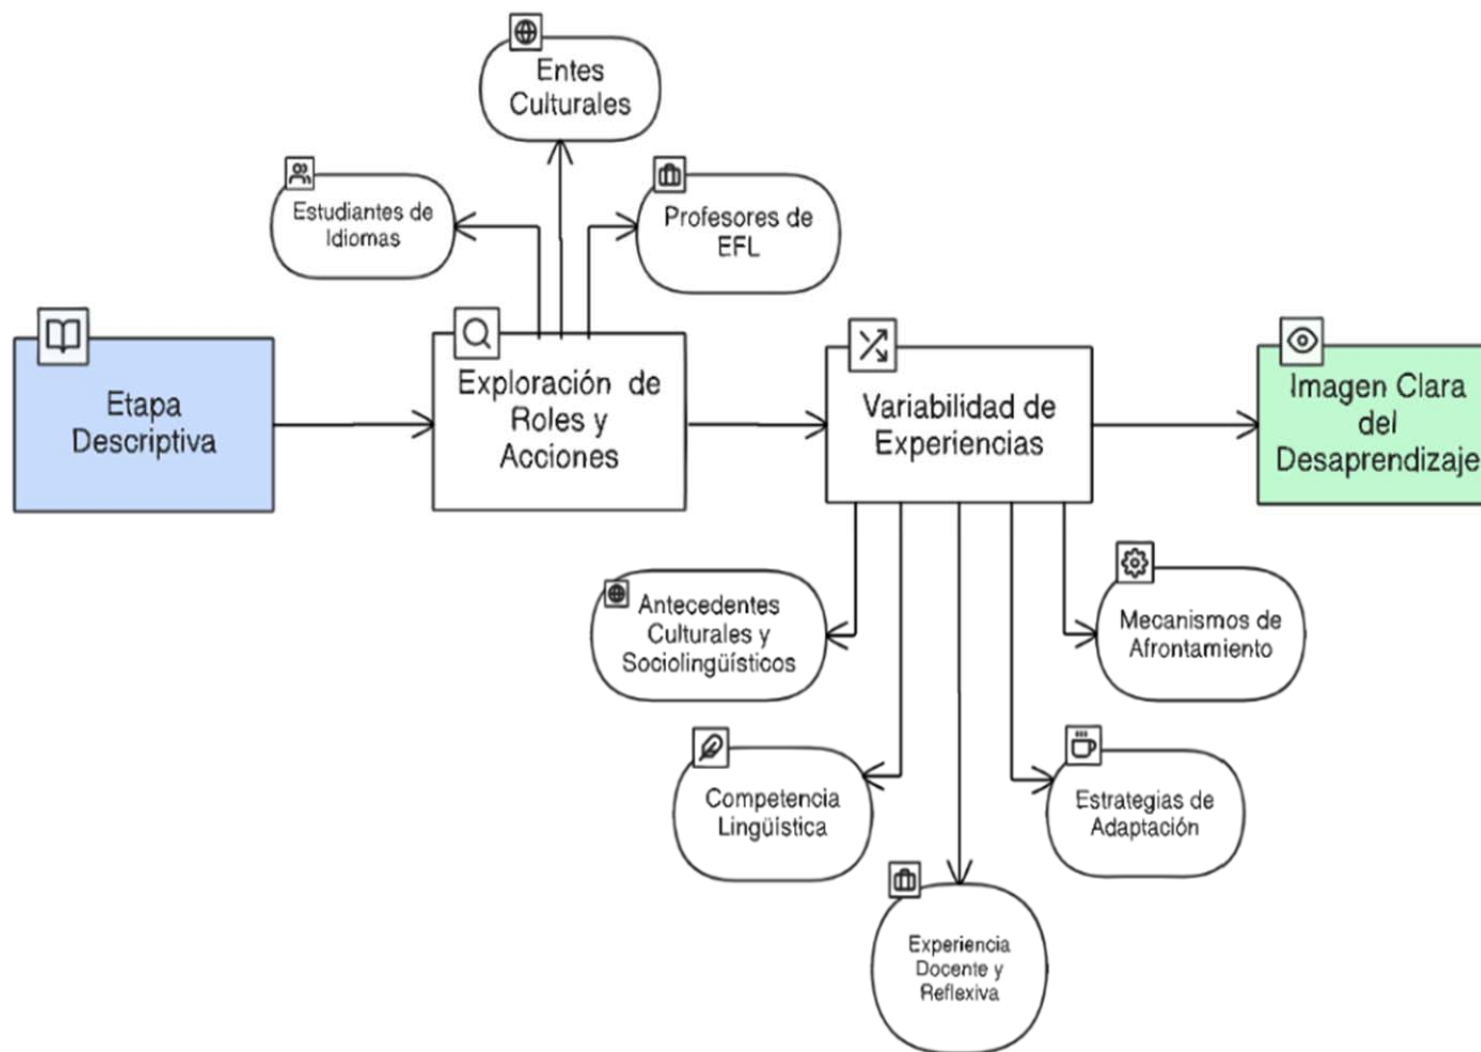 Entes
Culturales
Estudiantes de
Idiomas
Profesores de
EFL
Etapa
Descriptiva
Exploración de
Roles y
Acciones
Variabilidad de
Experiencias
Imagen Clara
del
Desaprendizaje
Antecedentes
Culturales y
Sociolingüísticos
Mecanismos de
Afrontamiento
Competencia
Lingüística
Estrategias de
Adaptación
Experiencia
Docente y
Reflexiva